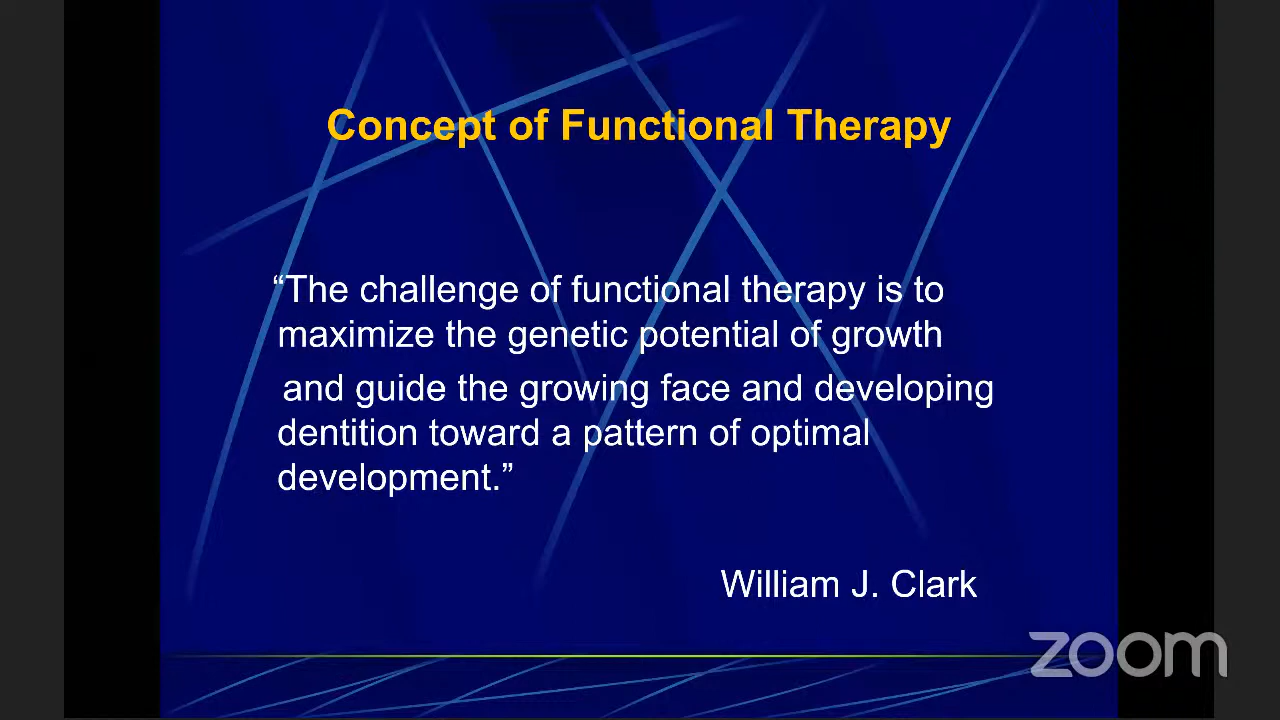 Concept of Functional Therapy
“The challenge of functional therapy is to
maximize the genetic potential of growth
and guide the growing face and developing
dentition toward a pattern of optimal
development.”
William J. Clark
zoom